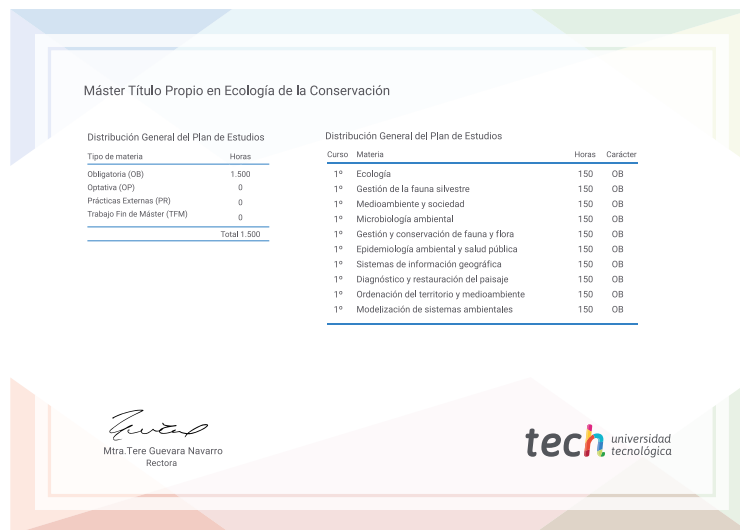 Máster Título Propio en Ecología de la Conservación
Distribución General del Plan de Estudios
Tipo de materia Horas
Obligatoria (OB) 1.500
Optativa (OP) 0
Prácticas Externas (PR) 0
Trabajo Fin de Máster (TFM) 0
Total 1.500
Distribución General del Plan de Estudios
Curso Materia Horas Carácter
1º Ecología 150 OB
1º Gestión de la fauna silvestre 150 OB
1º Medioambiente y sociedad 150 OB
1º Microbiología ambiental 150 OB
1º Gestión y conservación de fauna y flora 150 OB
1º Epidemiología ambiental y salud pública 150 OB
1º Sistemas de información geográfica 150 OB
1º Diagnóstico y restauración del paisaje 150 OB
1º Ordenación del territorio y medioambiente 150 OB
1º Modelización de sistemas ambientales 150 OB
Mtra.Tere Guevara Navarro
Rectora
tech universidad
tecnológica